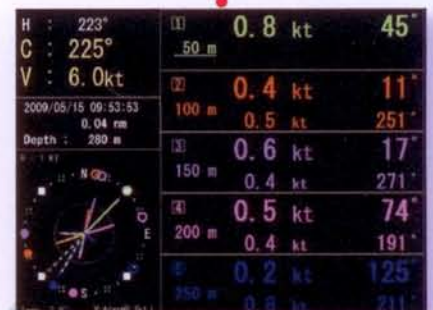 H : 223°
C : 225°
V : 6.0kt
2009/05/15 09:53:53
0.04 nm
Depth : 280 m
N
E
S
1 0.8 kt 45°
50 m
2 0.4 kt 11°
100 m 0.5 kt 251°
3 0.6 kt 17°
150 m 0.4 kt 271°
4 0.5 kt 74°
200 m 0.4 kt 191°
5 0.2 kt 125°
250 m 0.8 kt 211°